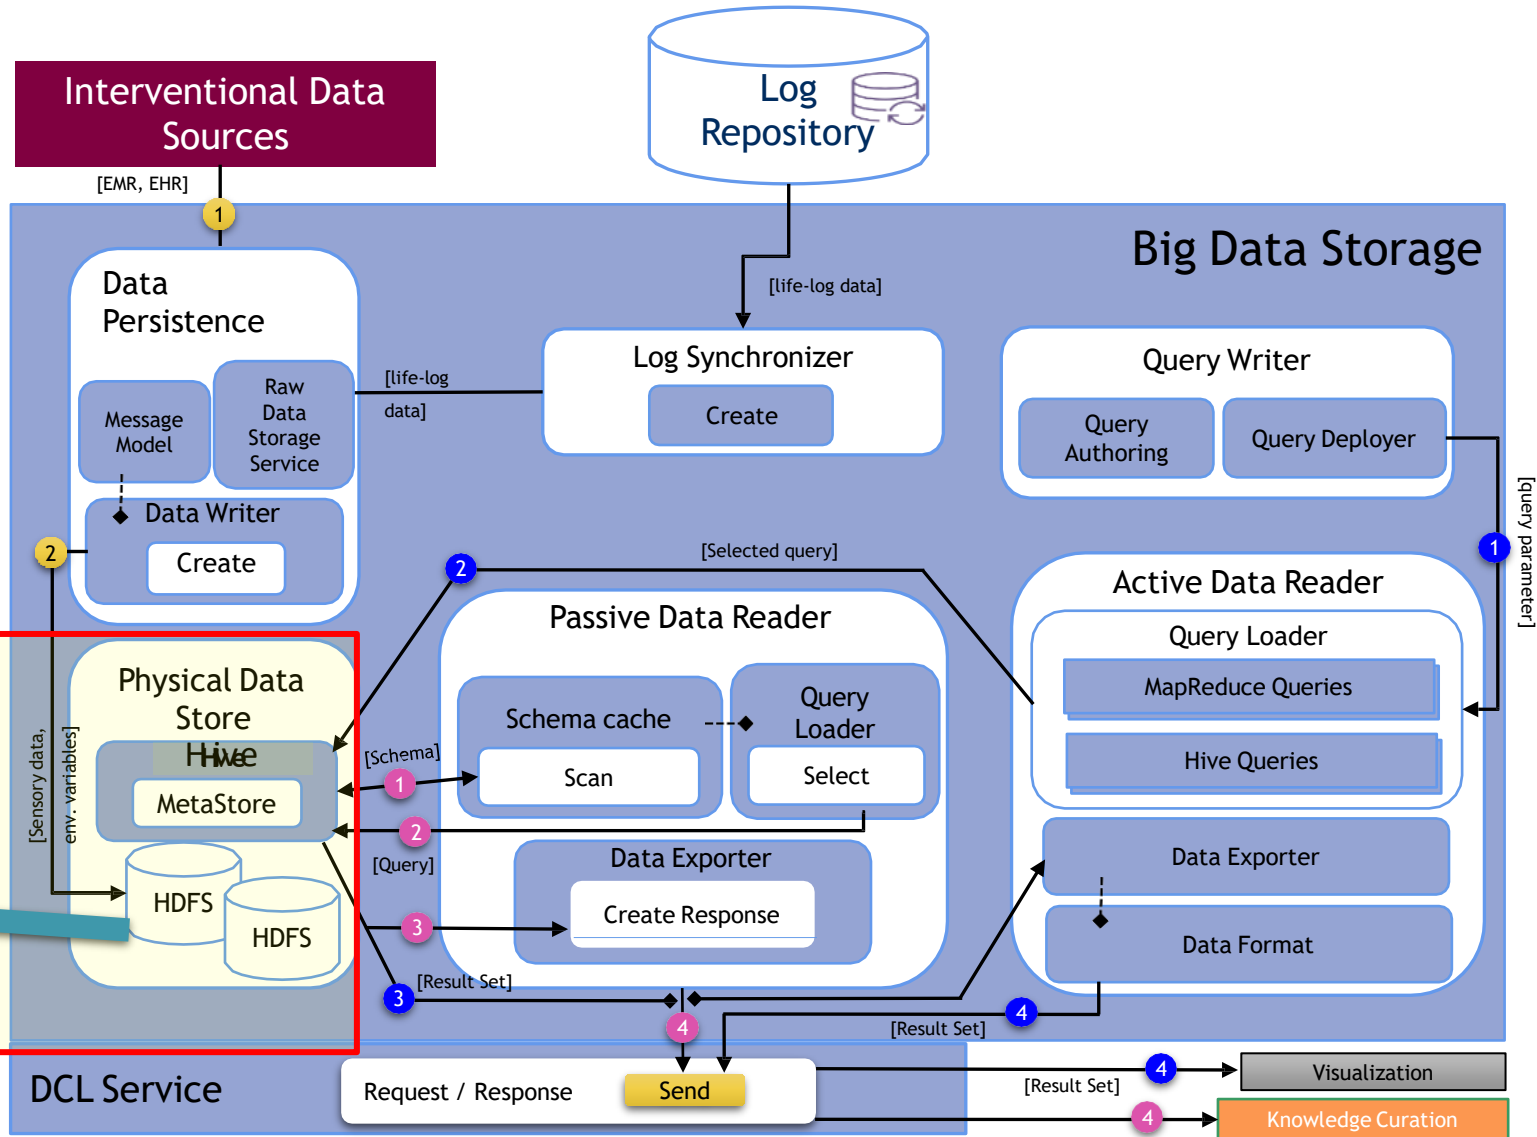 Interventional Data
Sources
Log
Repository
[EMR, EHR]
1
Big Data Storage
Data
Persistence
[life-log data]
Message
Model
Raw
Data
Storage
Service
[life-log
data]
Log Synchronizer
Create
Query Writer
Query
Authoring
Query Deployer
Data Writer
Create
2
[query parameter]
1
[Selected query]
2
Passive Data Reader
Active Data Reader
Query Loader
MapReduce Queries
Hive Queries
Physical Data
Store
Hive
MetaStore
[Sensory data,
env. variables]
HDFS
HDFS
[Schema]
1
Schema cache
Scan
Query
Loader
Select
2
[Query]
Data Exporter
Create Response
3
Data Exporter
Data Format
[Result Set]
3
4
[Result Set]
4
DCL Service
Request / Response
Send
[Result Set]
4
Visualization
4
Knowledge Curation